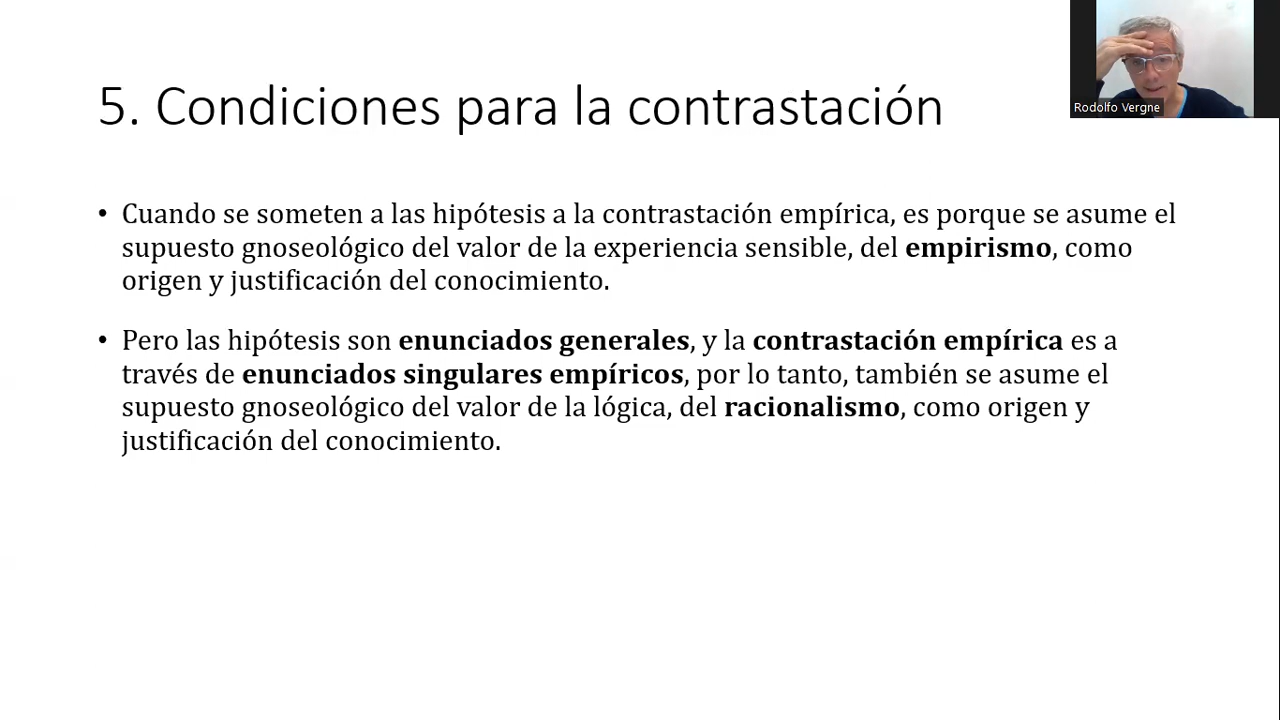 5. Condiciones para la contrastación
Rodolfo Vergne
• Cuando se someten a las hipótesis a la contrastación empírica, es porque se asume el
supuesto gnoseológico del valor de la experiencia sensible, del empirismo, como
origen y justificación del conocimiento.
• Pero las hipótesis son enunciados generales, y la contrastación empírica es a
través de enunciados singulares empíricos, por lo tanto, también se asume el
supuesto gnoseológico del valor de la lógica, del racionalismo, como origen y
justificación del conocimiento.